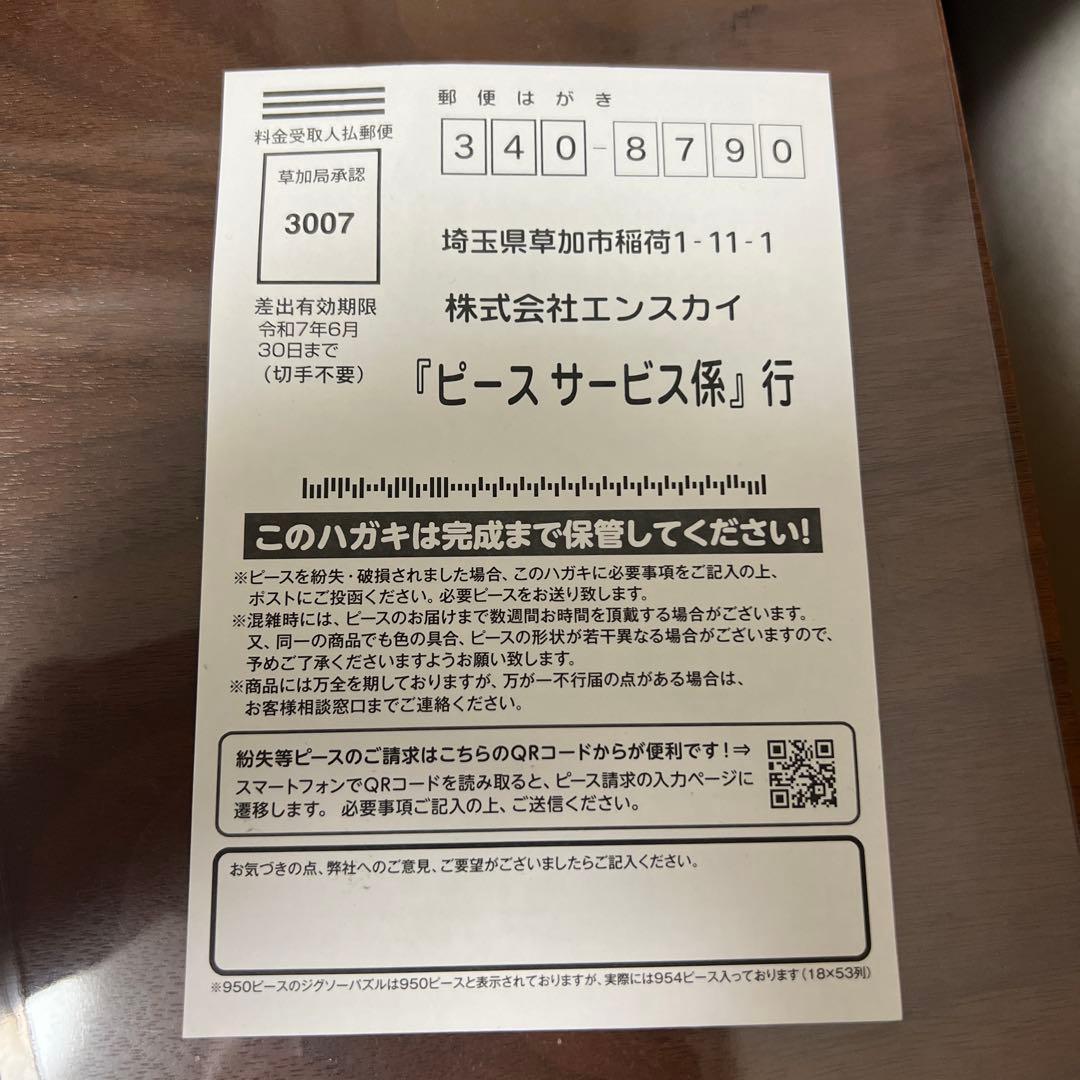 郵便はがき
料金受取人払郵便
340-8790
草加局承認
3007
埼玉県草加市稲荷1-11-1
差出有効期限
令和7年6月
30日まで
(切手不要)
株式会社エンスカイ
『ピース サービス係』行
このハガキは完成まで保管してください!
※ピースを紛失・破損されました場合、このハガキに必要事項をご記入の上、
ポストにご投函ください。必要ピースをお送り致します。
※混雑時には、ピースのお届けまで数週間お時間を頂戴する場合がございます。
又、同一の商品でも色の具合、ピースの形状が若干異なる場合がございますので、
予めご了承くださいますようお願い致します。
※商品には万全を期しておりますが、万が一不行届の点がある場合は、
お客様相談窓口までご連絡ください。
紛失等ピースのご請求はこちらのQRコードからが便利です!⇒
スマートフォンでQRコードを読み取ると、ピース請求の入力ページに
遷移します。 必要事項ご記入の上、ご送信ください。
お気づきの点、弊社へのご意見、ご要望がございましたらご記入ください。
※950ピースのジグソーパズルは950ピースと表示されておりますが、実際には954ピース入っております(18×53列)